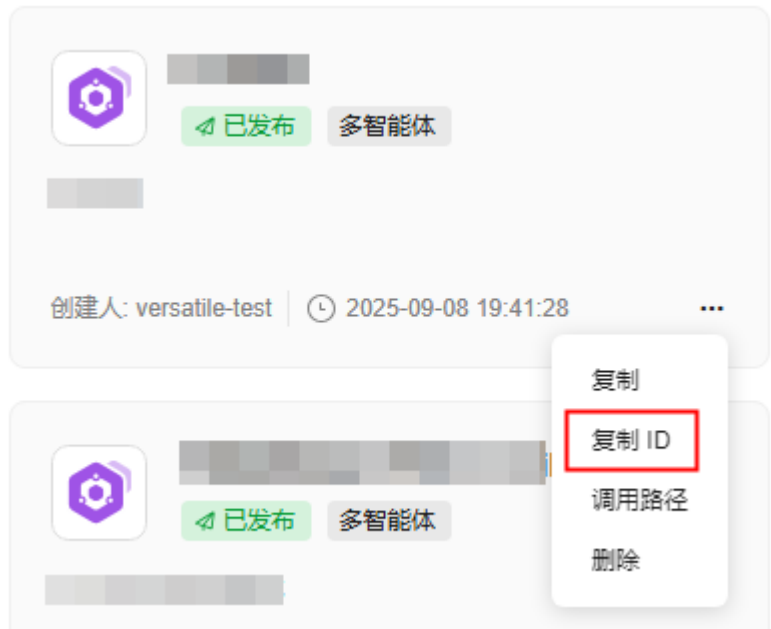 已发布 多智能体
创建人: versatile-test 2025-09-08 19:41:28 ...
复制
复制 ID
调用路径
删除
已发布 多智能体